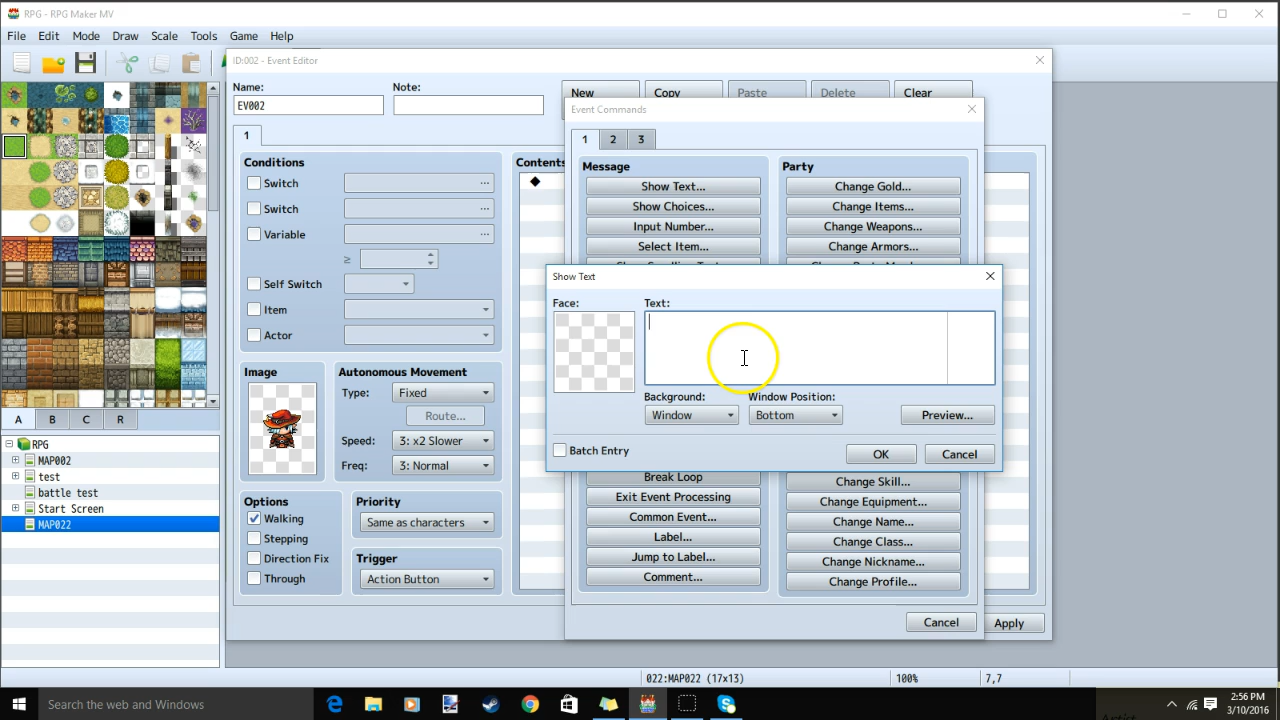 RPG - RPG Maker MV
File Edit Mode Draw Scale Tools Game Help
ID:002 - Event Editor
Name:
Note:
EV002
New Copy Paste Delete Clear
1
Conditions
Switch ...
Switch ...
Variable ...
≥
Self Switch
Item
Actor
Image
Autonomous Movement
Type: Fixed
Route...
Speed: 3: x2 Slower
Freq: 3: Normal
Options
Walking
Stepping
Direction Fix
Through
Priority
Same as characters
Trigger
Action Button
Contents
Event Commands
1 2 3
Message
Show Text...
Show Choices...
Input Number...
Select Item...
Party
Change Gold...
Change Items...
Change Weapons...
Change Armors...
Show Text
Face:
Text:
Background:
Window
Window Position:
Bottom
Preview...
Batch Entry
OK
Cancel
Break Loop
Exit Event Processing
Common Event...
Label...
Jump to Label...
Comment...
Change Skill...
Change Equipment...
Change Name...
Change Class...
Change Nickname...
Change Profile...
Cancel
Apply
A B C R
RPG
MAP002
test
battle test
Start Screen
MAP022
022:MAP022 (17x13)
100%
7,7
Search the web and Windows
2:56 PM
3/10/2016